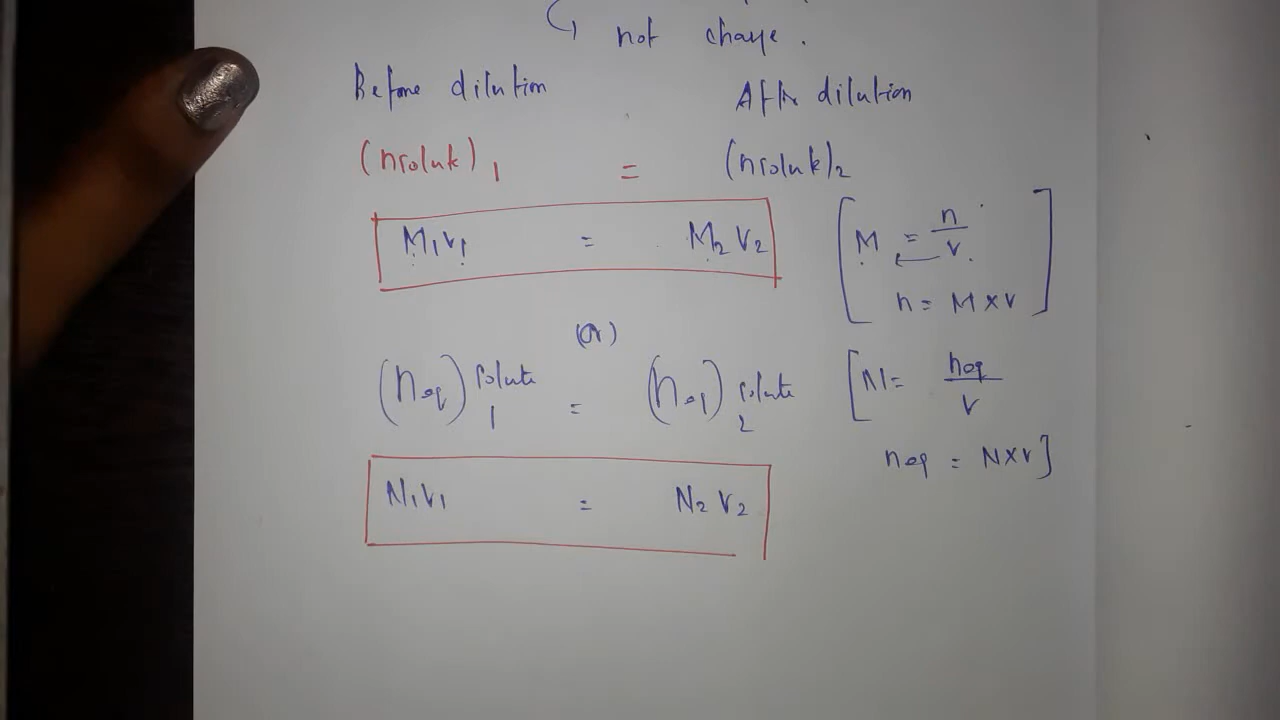 not change.
Before dilution After dilution
(nsolute)1 = (nsolute)2
M1V1 = M2V2 [M = n/V
n = M×V]
(or)
(neq)solute 1 = (neq)solute 2 [N = neq/V
neq = N×V]
N1V1 = N2V2